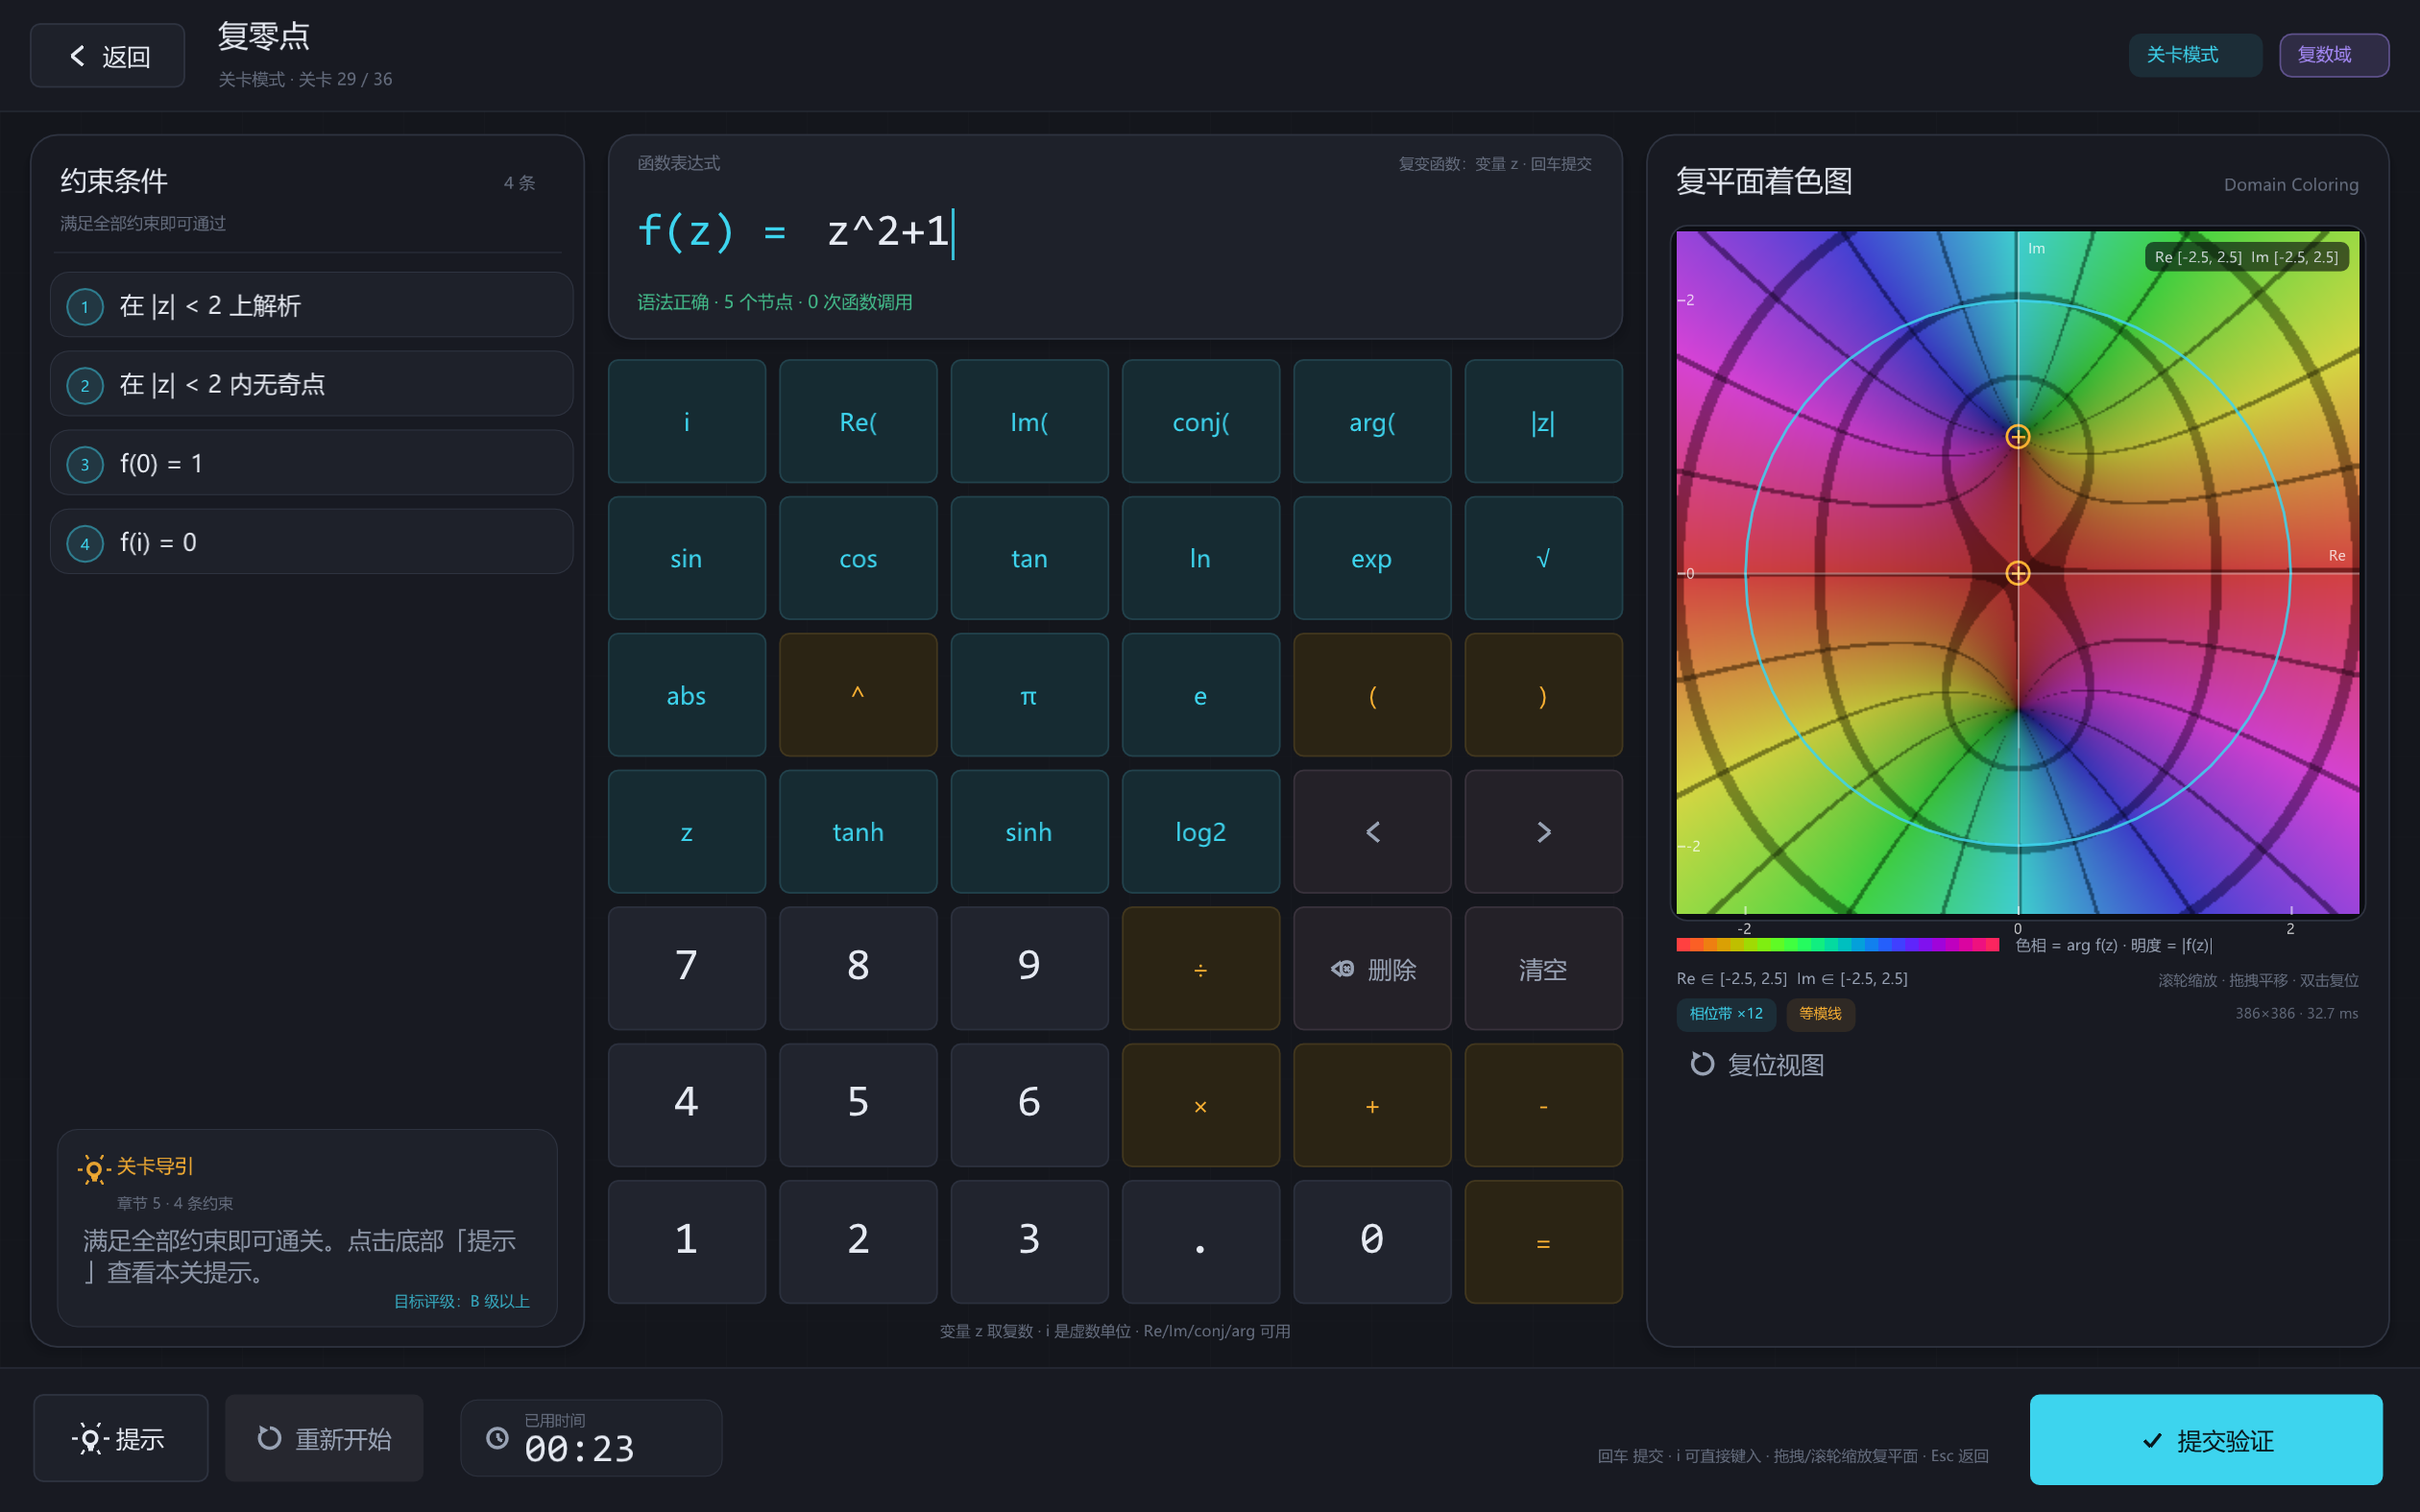 返回
复零点
关卡模式 · 关卡 29 / 36
关卡模式
复数域
约束条件
4 条
满足全部约束即可通过
1 在 |z| < 2 上解析
2 在 |z| < 2 内无奇点
3 f(0) = 1
4 f(i) = 0
关卡导引
章节 5 · 4 条约束
满足全部约束即可通关。点击底部「提示
」查看本关提示。
目标评级：B 级以上
函数表达式
复变函数：变量 z · 回车提交
f(z) = z^2+1
语法正确 · 5 个节点 · 0 次函数调用
i Re( Im( conj( arg( |z|
sin cos tan ln exp √
abs ^ π e ( )
z tanh sinh log2 < >
7 8 9 ÷ 删除 清空
4 5 6 × + -
1 2 3 . 0 =
变量 z 取复数 · i 是虚数单位 · Re/Im/conj/arg 可用
复平面着色图
Domain Coloring
Im
Re [-2.5, 2.5] Im [-2.5, 2.5]
2
Re
0
-2
-2 0 2
色相 = arg f(z) · 明度 = |f(z)|
Re ∈ [-2.5, 2.5] Im ∈ [-2.5, 2.5]
滚轮缩放 · 拖拽平移 · 双击复位
相位带 ×12
等模线
386×386 · 32.7 ms
复位视图
提示
重新开始
已用时间
00:23
回车 提交 · i 可直接键入 · 拖拽/滚轮缩放复平面 · Esc 返回
提交验证